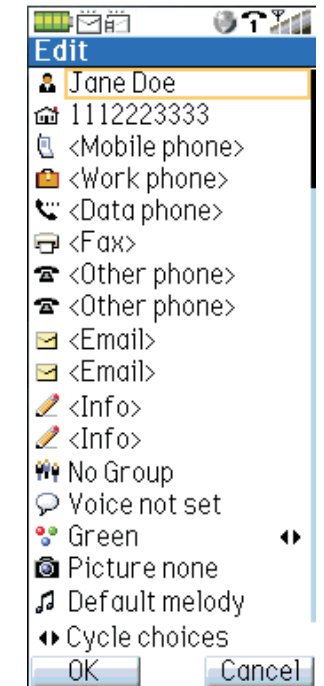 Edit
Jane Doe
1112223333
<Mobile phone>
<Work phone>
<Data phone>
<Fax>
<Other phone>
<Other phone>
<Email>
<Email>
<Info>
<Info>
No Group
Voice not set
Green
Picture none
Default melody
Cycle choices
OK Cancel